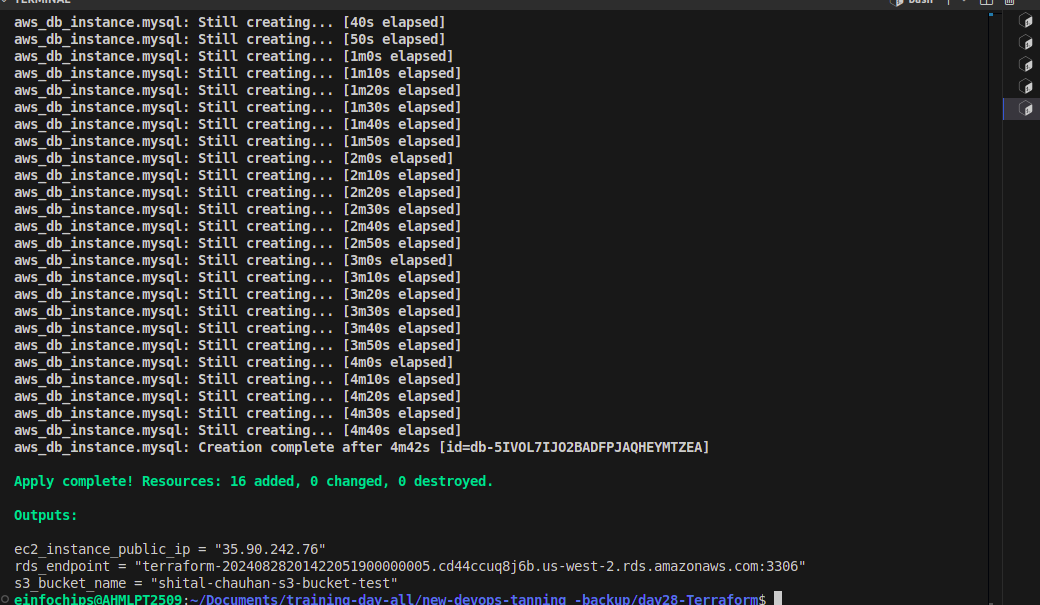 TERMINAL
bash
aws_db_instance.mysql: Still creating... [40s elapsed]
aws_db_instance.mysql: Still creating... [50s elapsed]
aws_db_instance.mysql: Still creating... [1m0s elapsed]
aws_db_instance.mysql: Still creating... [1m10s elapsed]
aws_db_instance.mysql: Still creating... [1m20s elapsed]
aws_db_instance.mysql: Still creating... [1m30s elapsed]
aws_db_instance.mysql: Still creating... [1m40s elapsed]
aws_db_instance.mysql: Still creating... [1m50s elapsed]
aws_db_instance.mysql: Still creating... [2m0s elapsed]
aws_db_instance.mysql: Still creating... [2m10s elapsed]
aws_db_instance.mysql: Still creating... [2m20s elapsed]
aws_db_instance.mysql: Still creating... [2m30s elapsed]
aws_db_instance.mysql: Still creating... [2m40s elapsed]
aws_db_instance.mysql: Still creating... [2m50s elapsed]
aws_db_instance.mysql: Still creating... [3m0s elapsed]
aws_db_instance.mysql: Still creating... [3m10s elapsed]
aws_db_instance.mysql: Still creating... [3m20s elapsed]
aws_db_instance.mysql: Still creating... [3m30s elapsed]
aws_db_instance.mysql: Still creating... [3m40s elapsed]
aws_db_instance.mysql: Still creating... [3m50s elapsed]
aws_db_instance.mysql: Still creating... [4m0s elapsed]
aws_db_instance.mysql: Still creating... [4m10s elapsed]
aws_db_instance.mysql: Still creating... [4m20s elapsed]
aws_db_instance.mysql: Still creating... [4m30s elapsed]
aws_db_instance.mysql: Still creating... [4m40s elapsed]
aws_db_instance.mysql: Creation complete after 4m42s [id=db-5IVOL7IJO2BADFPJAQHEYMTZEA]
Apply complete! Resources: 16 added, 0 changed, 0 destroyed.
Outputs:
ec2_instance_public_ip = "35.90.242.76"
rds_endpoint = "terraform-20240828201422051900000005.cd44ccuq8j6b.us-west-2.rds.amazonaws.com:3306"
s3_bucket_name = "shital-chauhan-s3-bucket-test"
einfochips@AHMLPT2509:~/Documents/training-day-all/new-devops-tanning -backup/day28-Terraform$